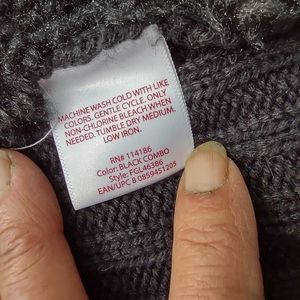 MACHINE WASH COLD WITH LIKE
COLORS. GENTLE CYCLE. ONLY
NON-CHLORINE BLEACH WHEN
NEEDED. TUMBLE DRY MEDIUM.
LOW IRON.
RN# 114186
Color: BLACK COMBO
Style: FGL46386
EAN/UPC B 0859451205